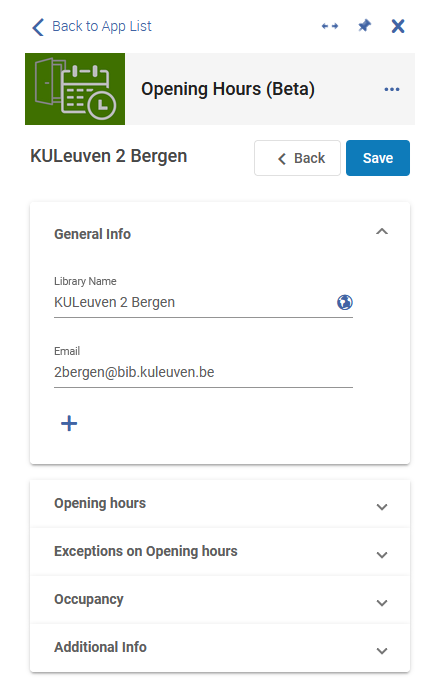 Back to App List
Opening Hours (Beta)
KULeuven 2 Bergen
Back
Save
General Info
Library Name
KULeuven 2 Bergen
Email
2bergen@bib.kuleuven.be
Opening hours
Exceptions on Opening hours
Occupancy
Additional Info